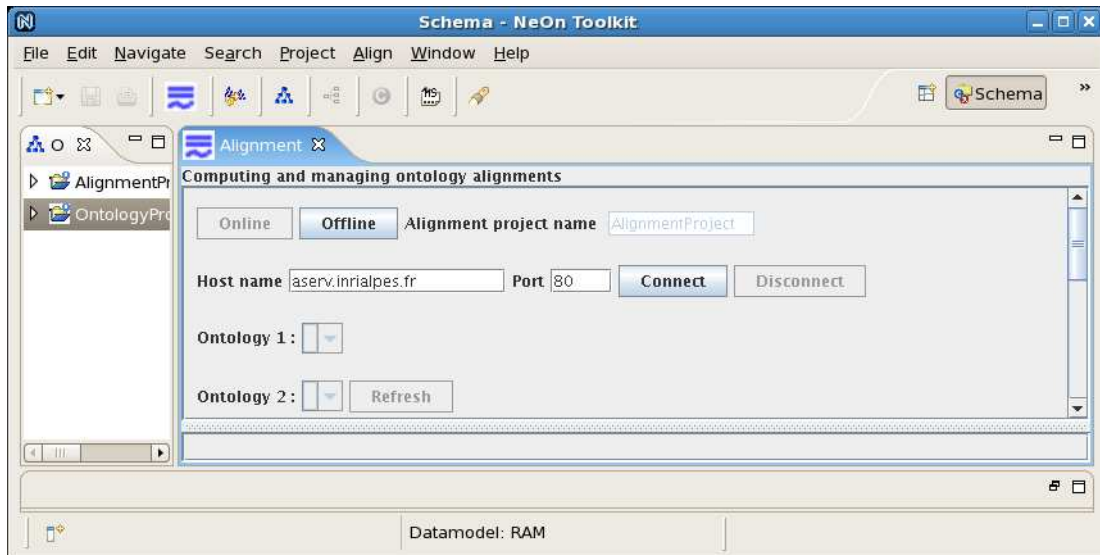 Schema - NeOn Toolkit
File Edit Navigate Search Project Align Window Help
Schema »
O Alignment
AlignmentPr
OntologyPro
Computing and managing ontology alignments
Online Offline Alignment project name AlignmentProject
Host name aserv.inrialpes.fr Port 80 Connect Disconnect
Ontology 1 :
Ontology 2 : Refresh
Datamodel: RAM